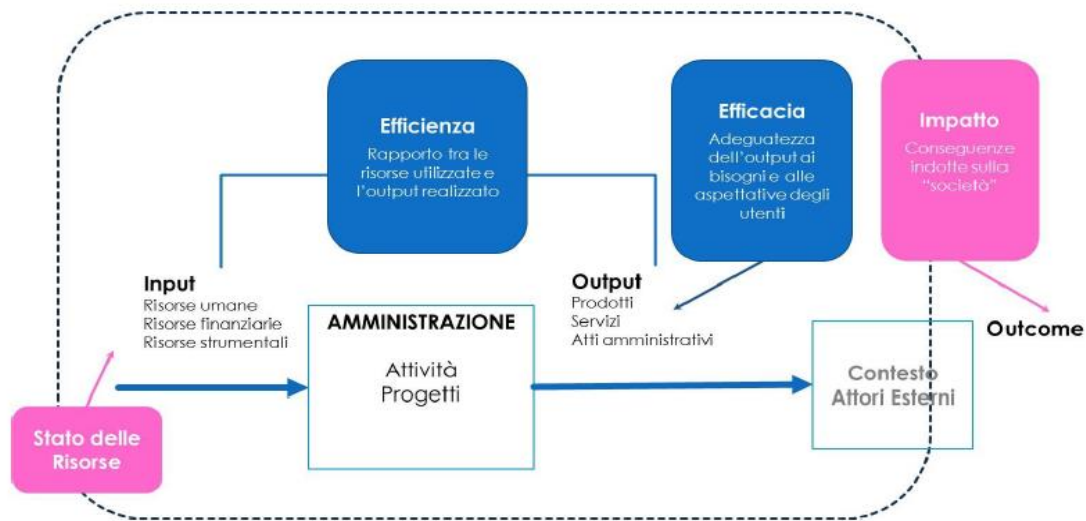 Efficienza
Rapporto tra le
risorse utilizzate e
l'output realizzato
Efficacia
Adeguatezza
dell'output ai
bisogni e alle
aspettative degli
utenti
Impatto
Conseguenze
indotte sulla
"società"
Input
Risorse umane
Risorse finanziarie
Risorse strumentali
AMMINISTRAZIONE
Attività
Progetti
Output
Prodotti
Servizi
Atti amministrativi
Outcome
Contesto
Attori Esterni
Stato delle
Risorse